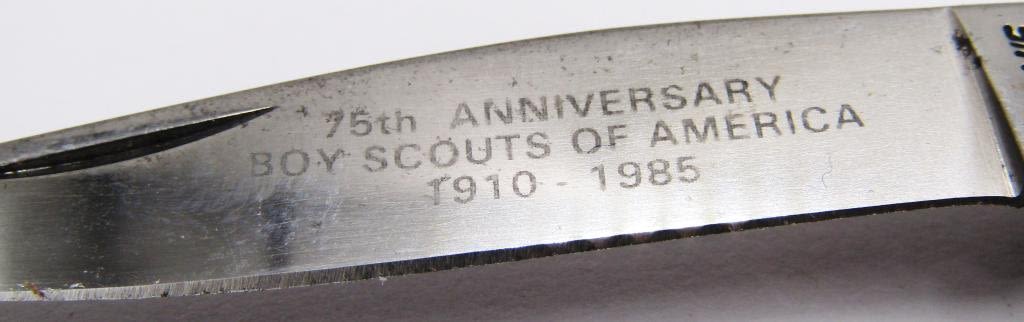 75th ANNIVERSARY
BOY SCOUTS OF AMERICA
1910 - 1985